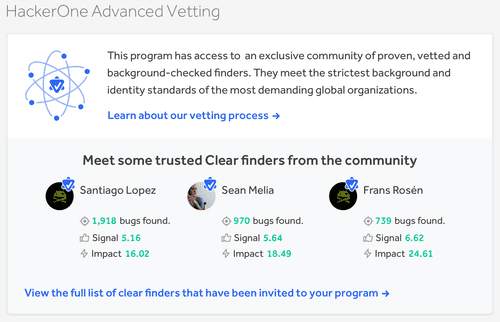 HackerOne Advanced Vetting
This program has access to an exclusive community of proven, vetted and
background-checked finders. They meet the strictest background and
identity standards of the most demanding global organizations.
Learn about our vetting process →
Meet some trusted Clear finders from the community
Santiago Lopez
1,918 bugs found.
Signal 5.16
Impact 16.02
Sean Melia
970 bugs found.
Signal 5.64
Impact 18.49
Frans Rosén
739 bugs found.
Signal 6.62
Impact 24.61
View the full list of clear finders that have been invited to your program →